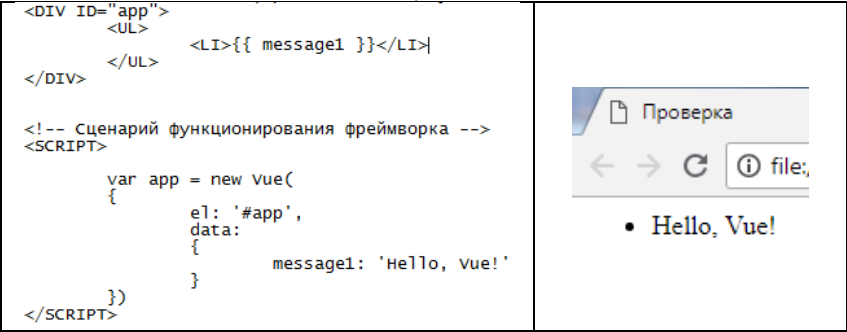 <DIV ID="app">
<UL>
<LI>{{ message1 }}</LI>
</UL>
</DIV>
<!-- Сценарий функционирования фреймворка -->
<SCRIPT>
var app = new Vue(
{
el: '#app',
data:
{
message1: 'Hello, Vue!'
}
})
</SCRIPT>
Проверка
file:/
• Hello, Vue!